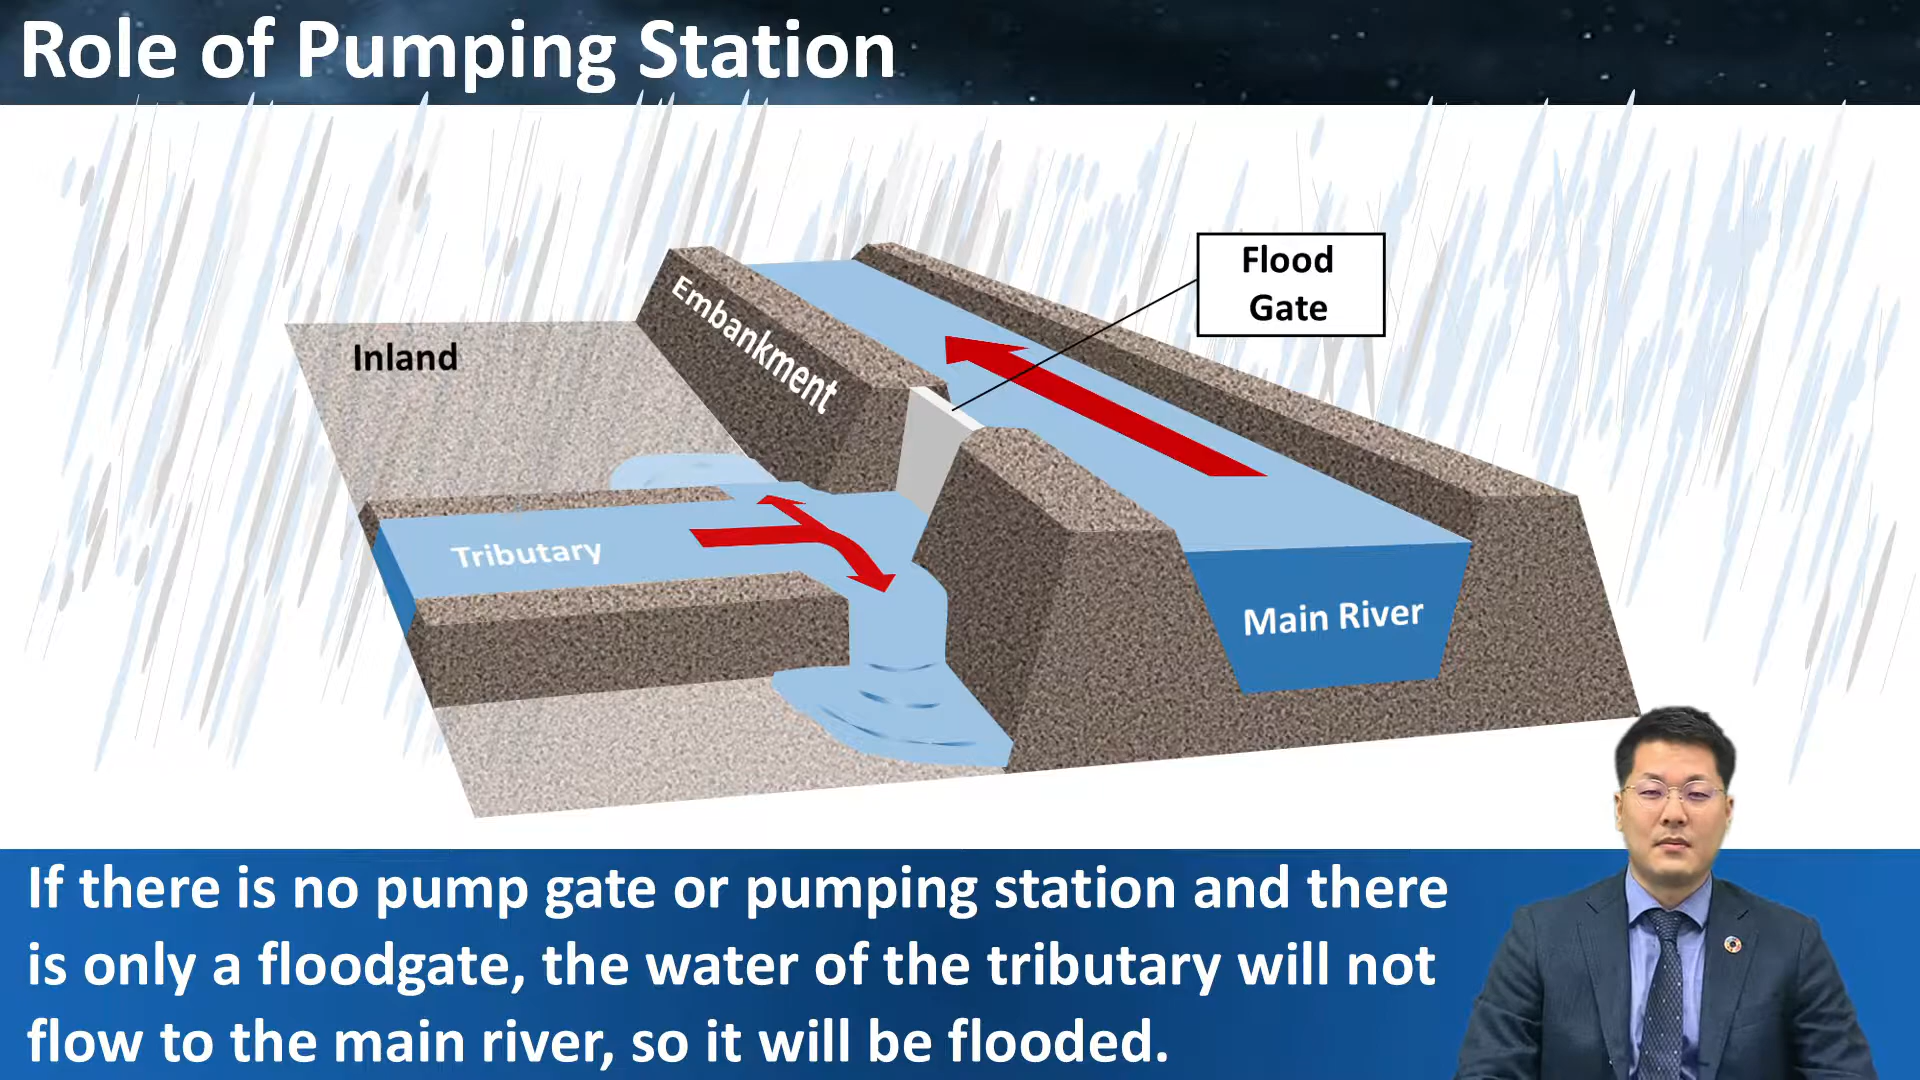 Role of Pumping Station
Flood
Gate
Embankment
Inland
Tributary
Main River
If there is no pump gate or pumping station and there
is only a floodgate, the water of the tributary will not
flow to the main river, so it will be flooded.